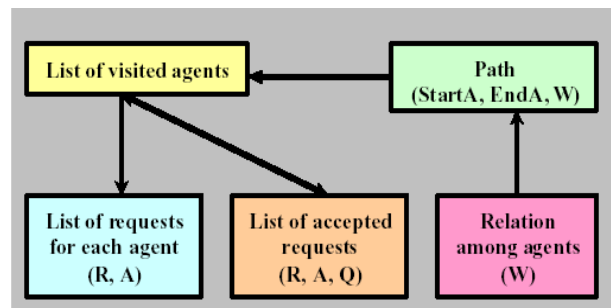 List of visited agents
Path
(StartA, EndA, W)
List of requests
for each agent
(R, A)
List of accepted
requests
(R, A, Q)
Relation
among agents
(W)